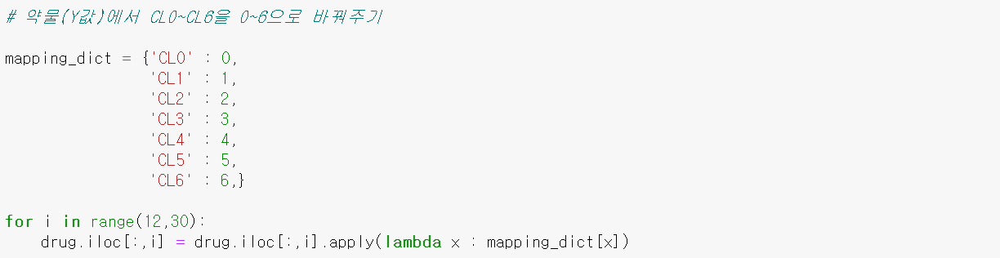 # 약물(Y값)에서 CL0~CL6을 0~6으로 바꿔주기
mapping_dict = {'CL0' : 0,
'CL1' : 1,
'CL2' : 2,
'CL3' : 3,
'CL4' : 4,
'CL5' : 5,
'CL6' : 6,}
for i in range(12,30):
drug.iloc[:,i] = drug.iloc[:,i].apply(lambda x : mapping_dict[x])